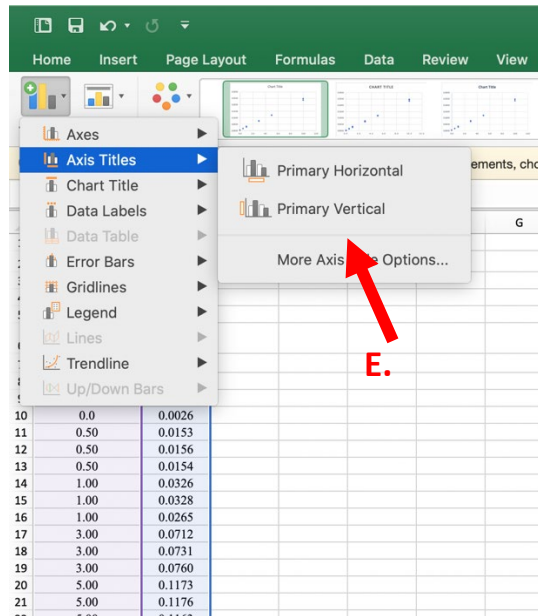 Home Insert Page Layout Formulas Data Review View
Chart Title CHART TITLE Chart Title
Axes
Axis Titles
Chart Title
Data Labels
Data Table
Error Bars
Gridlines
Legend
Lines
Trendline
Up/Down Bars
Primary Horizontal
Primary Vertical
More Axis Options...
ements, cho
G
E.
10 0.0 0.0026
11 0.50 0.0153
12 0.50 0.0156
13 0.50 0.0154
14 1.00 0.0326
15 1.00 0.0328
16 1.00 0.0265
17 3.00 0.0712
18 3.00 0.0731
19 3.00 0.0760
20 5.00 0.1173
21 5.00 0.1176